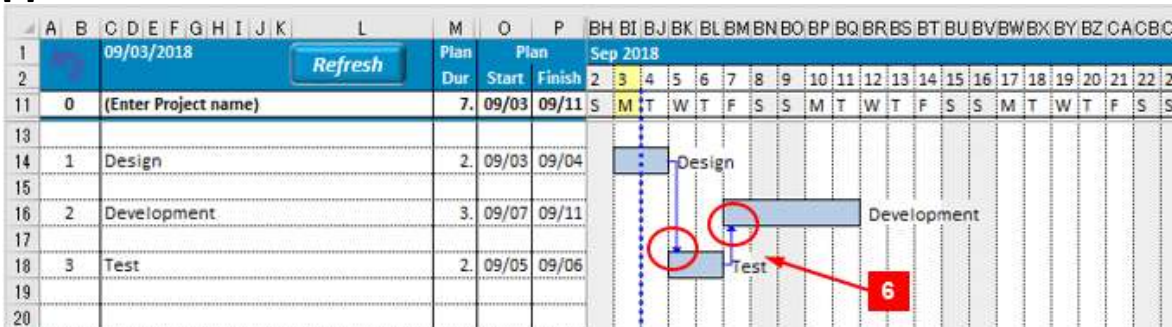 A B C D E F G H I J K L M O P BH BI BJ BK BL BM BN BO BP BQ BR BS BT BU BV BW BX BY BZ CA CB
1 09/03/2018 Refresh Plan Plan Sep 2018
2 Dur Start Finish 2 3 4 5 6 7 8 9 10 11 12 13 14 15 16 17 18 19 20 21 22
11 0 (Enter Project name) 7. 09/03 09/11 S M T W T F S S M T W T F S S M T W T F S
13
14 1 Design 2. 09/03 09/04 Design
15
16 2 Development 3. 09/07 09/11 Development
17
18 3 Test 2. 09/05 09/06 Test
19 6
20